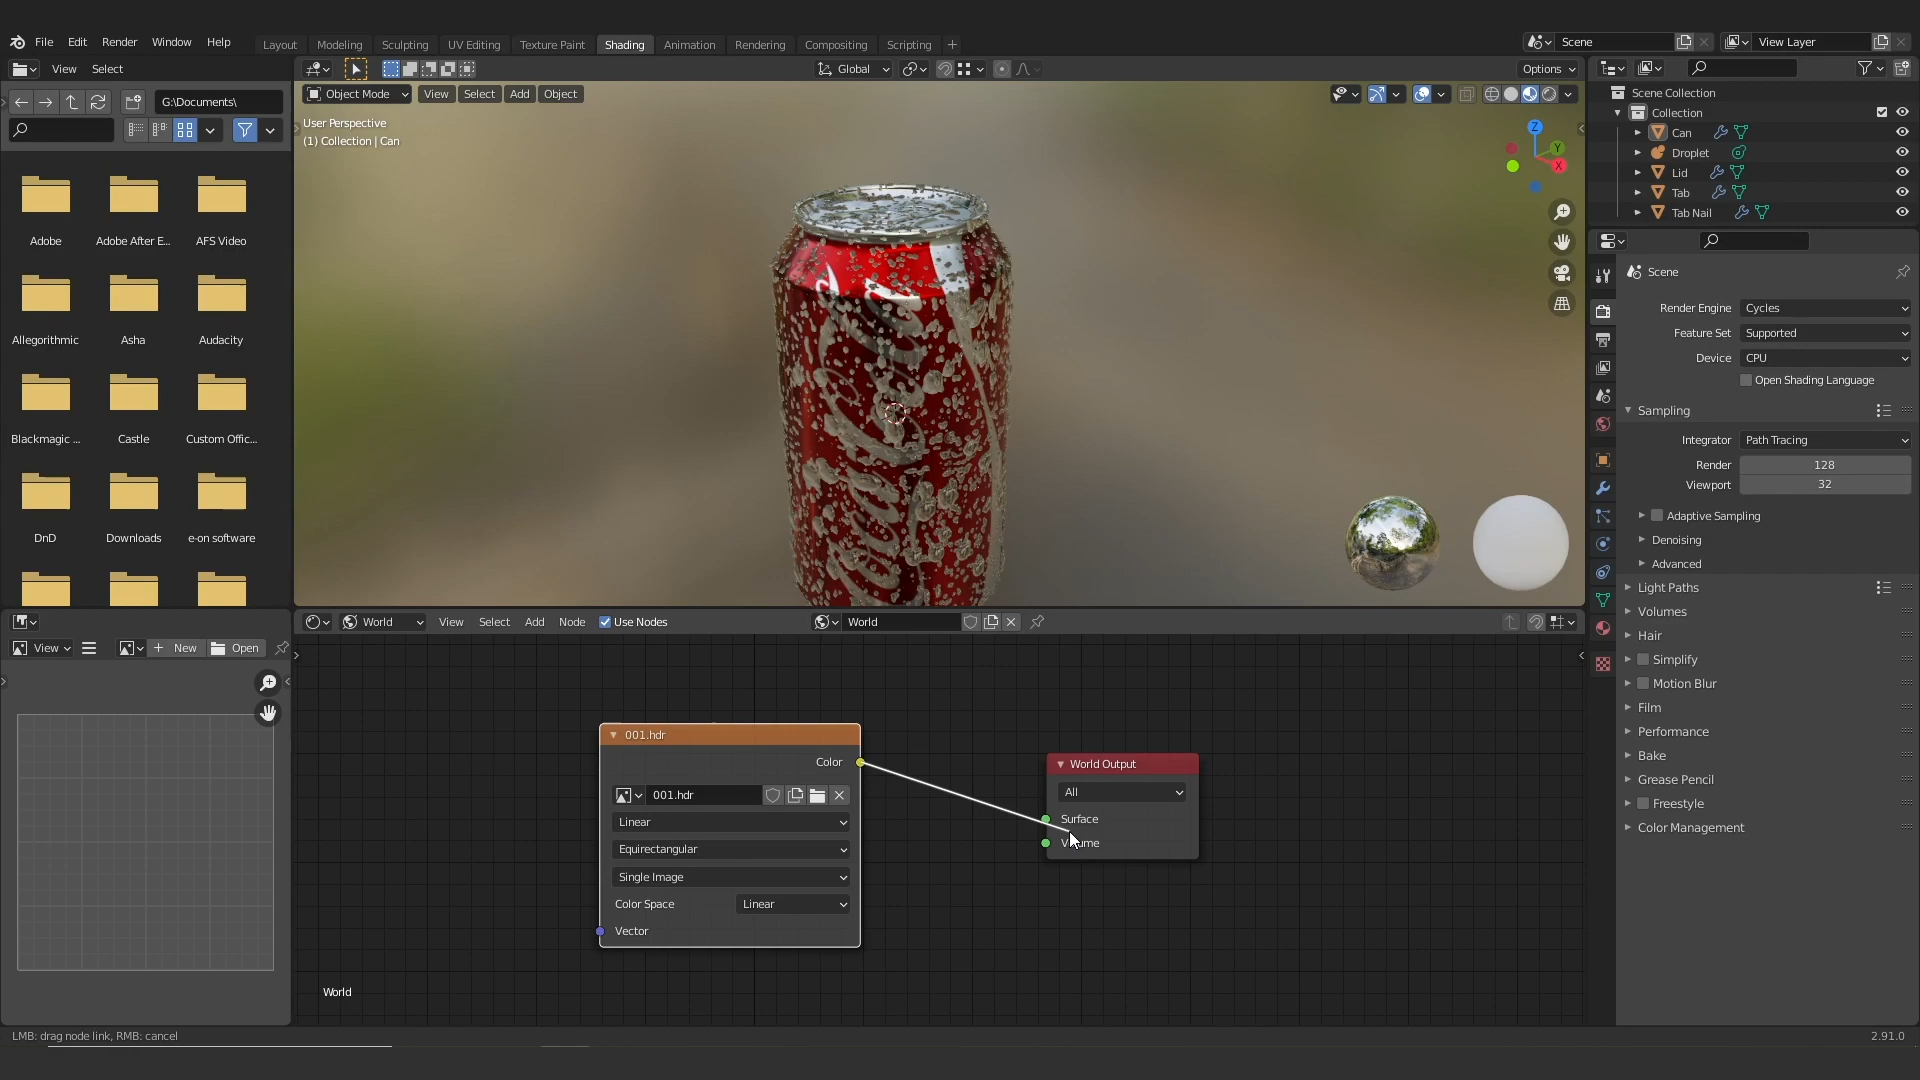 File Edit Render Window Help Layout Modeling Sculpting UV Editing Texture Paint Shading Animation Rendering Compositing Scripting + Scene View Layer
View Select
Global Options
G:\Documents\
Object Mode View Select Add Object
User Perspective
(1) Collection | Can
Z
Y
X
Adobe Adobe After E... AFS Video
Allegorithmic Asha Audacity
Blackmagic ... Castle Custom Offic...
DnD Downloads e-on software
Scene Collection
Collection
Can
Droplet
Lid
Tab
Tab Nail
Scene
Render Engine Cycles
Feature Set Supported
Device CPU
Open Shading Language
Sampling
Integrator Path Tracing
Render 128
Viewport 32
Adaptive Sampling
Denoising
Advanced
Light Paths
Volumes
Hair
Simplify
Motion Blur
Film
Performance
Bake
Grease Pencil
Freestyle
Color Management
View + New Open
World View Select Add Node Use Nodes World
001.hdr
Color
001.hdr
Linear
Equirectangular
Single Image
Color Space Linear
Vector
World Output
All
Surface
World
LMB: drag node link, RMB: cancel
2.91.0